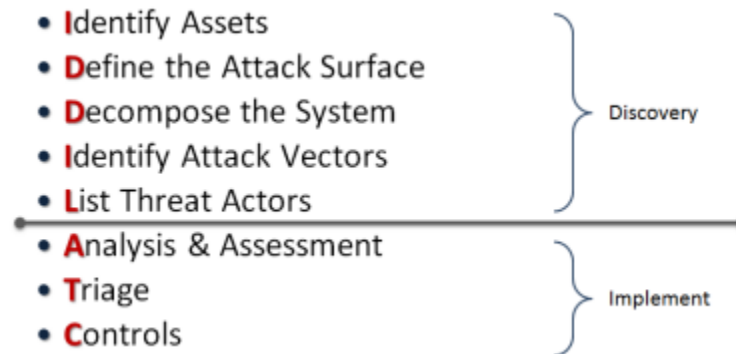 • Identify Assets
• Define the Attack Surface
• Decompose the System
Discovery
• Identify Attack Vectors
• List Threat Actors
• Analysis & Assessment
• Triage
Implement
• Controls